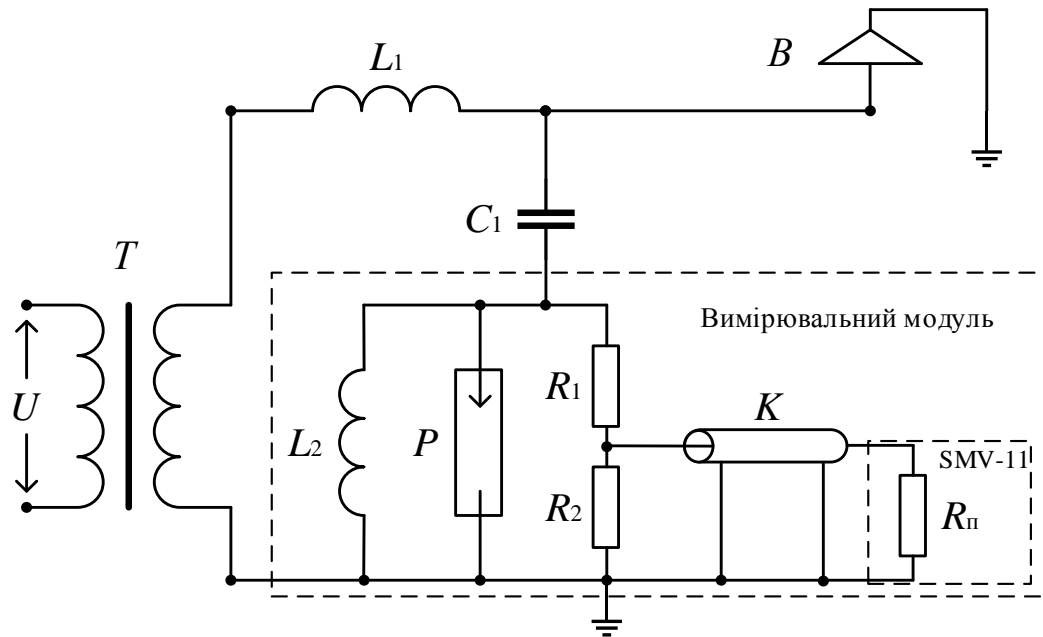 B
L1
C1
T
Вимірювальний модуль
U
L2
P
R1
K
SMV-11
R2
Rп